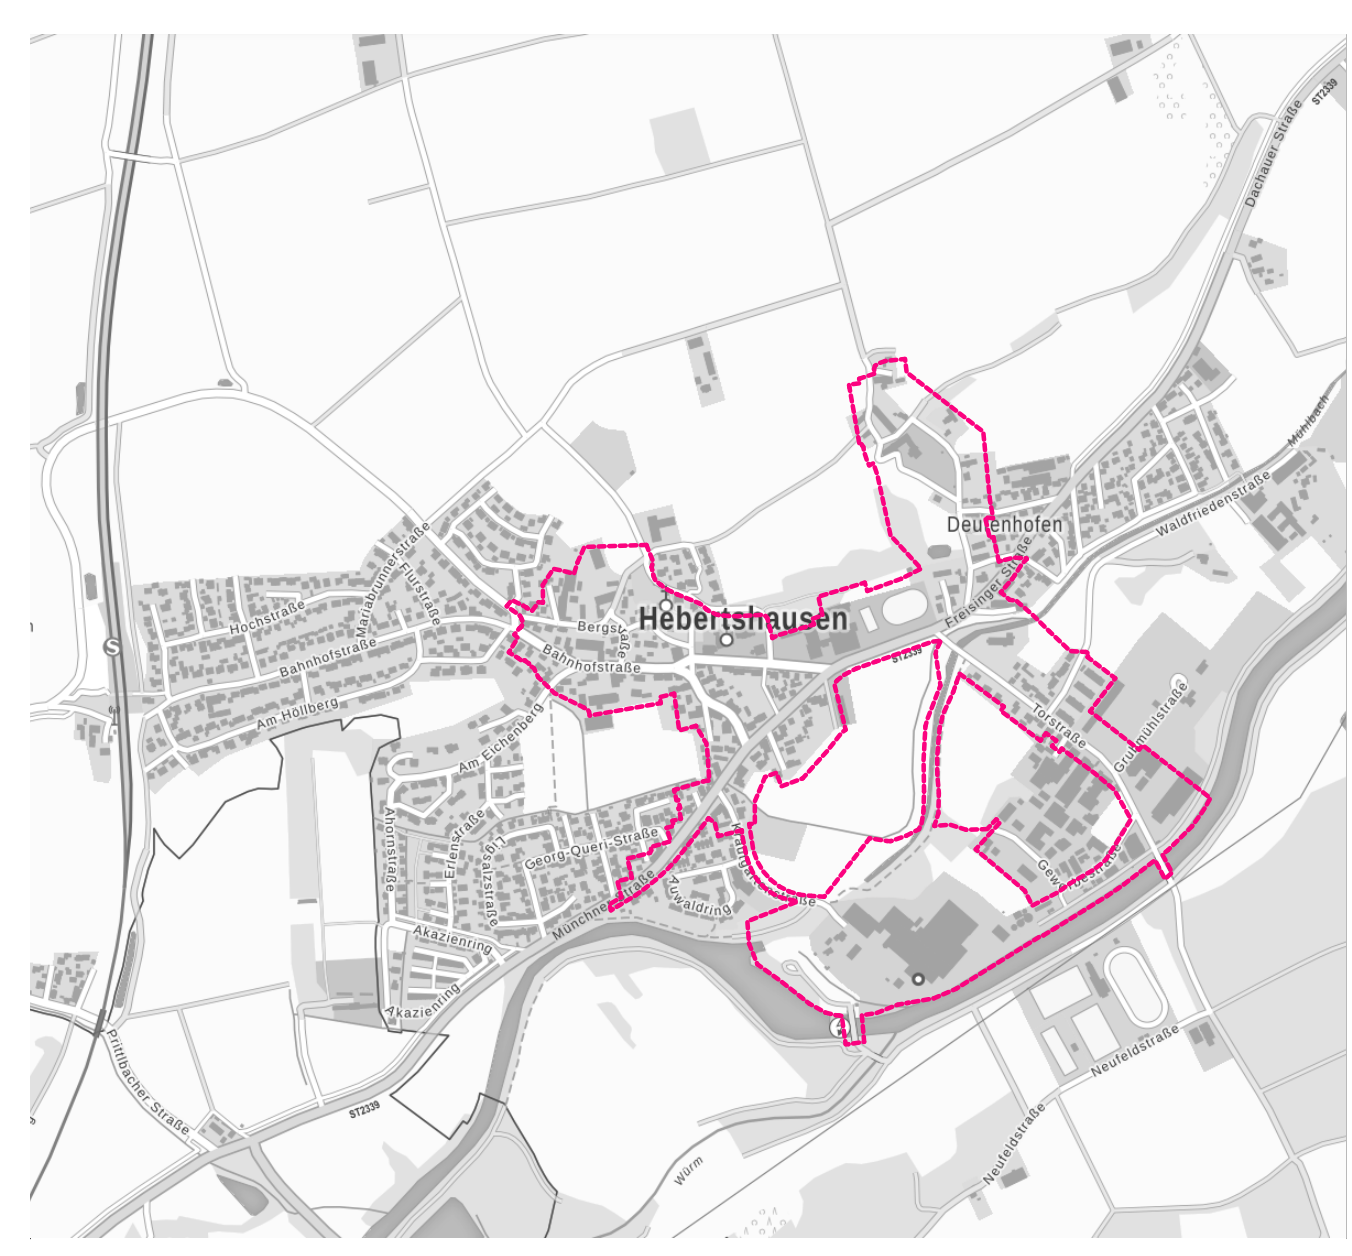 ST2339
Dachauer Straße
Mühlbach
Waldfriedenstraße
Deutenhofen
Mariabrunnerstraße
Flurstraße
Hochstraße
Hebertshausen
Freisinger Straße
Bergstraße
S
Bahnhofstraße
Bahnhofstraße
ST2339
Am Höllberg
Am Eichenberg
Torstraße
Grubmühlstraße
Ahornstraße
Erlenstraße
Georg-Queri-Straße
Krautgartenstraße
Gewerbestraße
Auwaldring
Münchner Straße
Akazienring
Akazienring
Prittlbacher Straße
ST2339
Neufeldstraße
Neufeldstraße
Würm